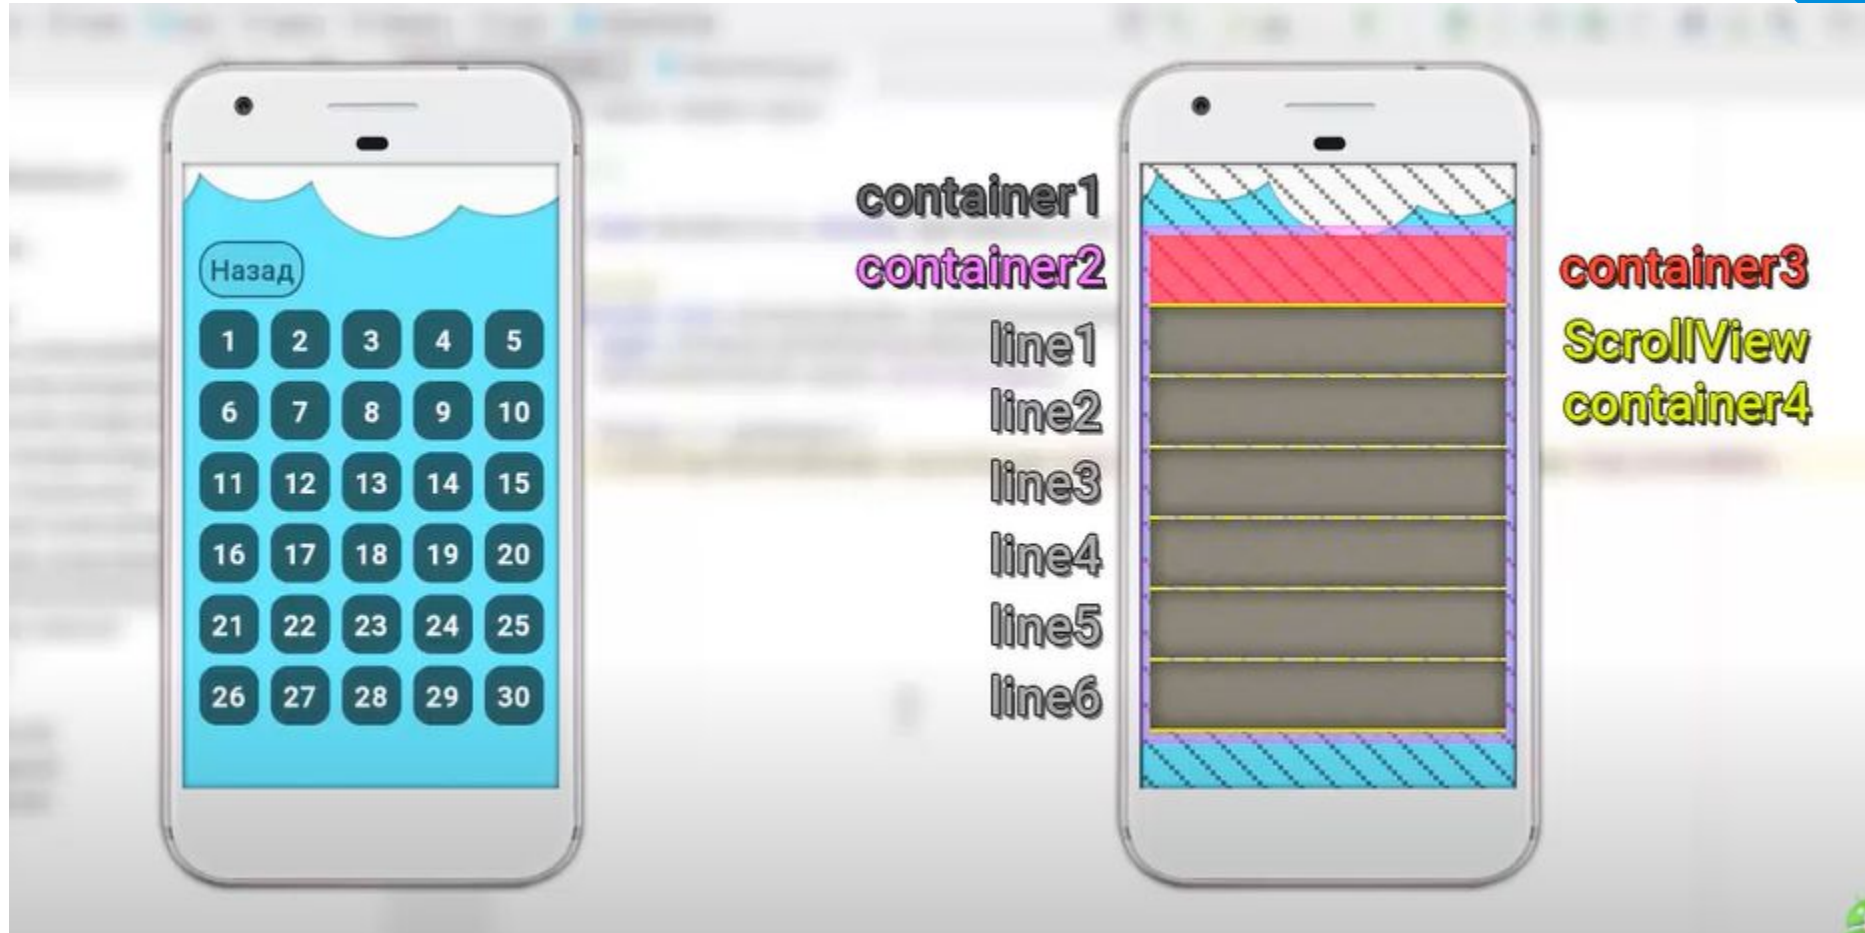 Назад
1 2 3 4 5
6 7 8 9 10
11 12 13 14 15
16 17 18 19 20
21 22 23 24 25
26 27 28 29 30
container1
container2
line1
line2
line3
line4
line5
line6
container3
ScrollView
container4